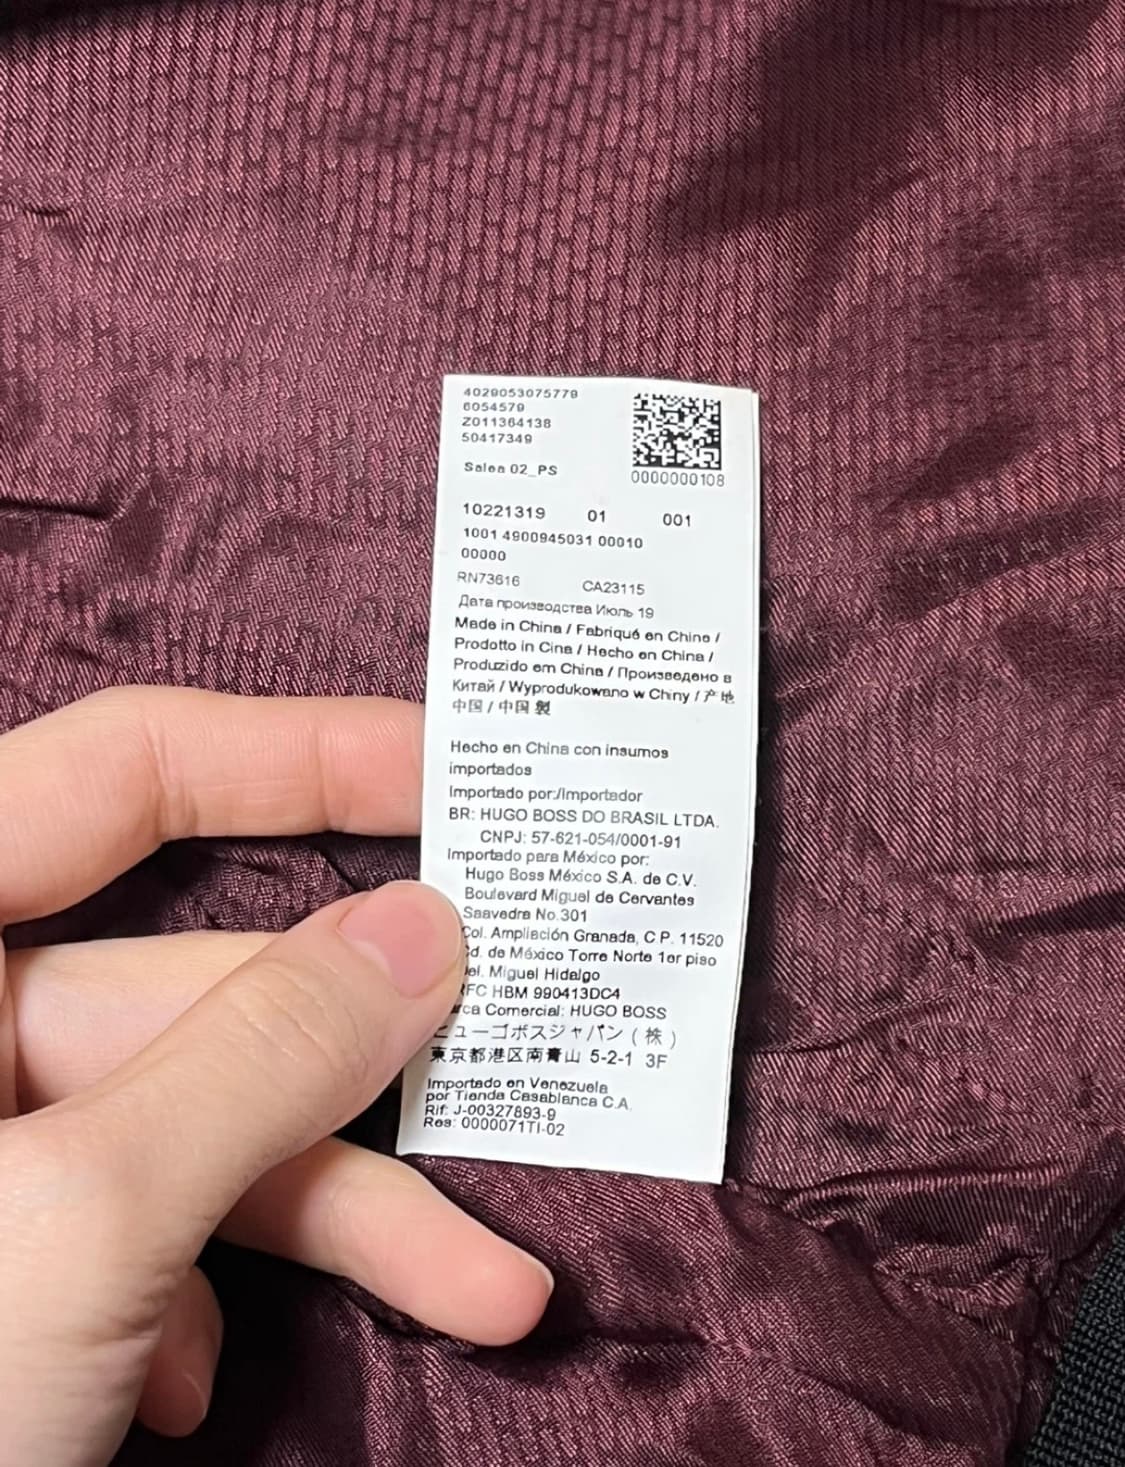 4029053075779
6054579
Z011364138
50417349
Salea 02_PS
0000000108
10221319 01 001
1001 4900945031 00010
00000
RN73616 CA23115
Дата производства Июль 19
Made in China / Fabriqué en Chine /
Prodotto in Cina / Hecho en China /
Produzido em China / Произведено в
Китай / Wyprodukowano w Chiny / 产地
中国 / 中国 製
Hecho en China con insumos
importados
Importado por:/Importador
BR: HUGO BOSS DO BRASIL LTDA.
CNPJ: 57-621-054/0001-91
Importado para México por:
Hugo Boss México S.A. de C.V.
Boulevard Miguel de Cervantes
Saavedra No.301
Col. Ampliación Granada, C P. 11520
Cd. de México Torre Norte 1er piso
Del. Miguel Hidalgo
RFC HBM 990413DC4
rca Comercial: HUGO BOSS
ヒューゴボスジャパン ( 株 )
東京都港区南青山 5-2-1 3F
Importado en Venezuela
por Tienda Casablanca C.A.
Rif: J-00327893-9
Res: 0000071TI-02